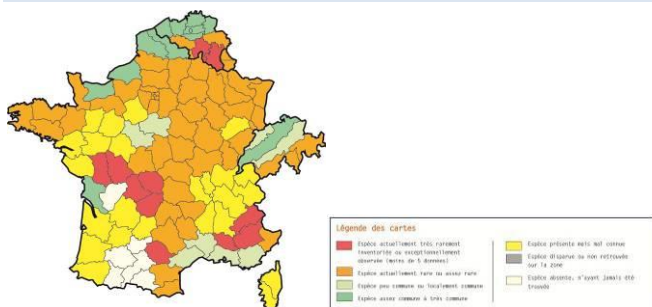 Légende des cartes
Espèce actuellement très rarement
inventoriée ou exceptionnellement
observée (moins de 5 données)
Espèce actuellement rare ou assez rare
Espèce peu commune ou localement commune
Espèce assez commune à très commune
Espèce présente mais mal connue
Espèce disparue ou non retrouvée
sur la zone
Espèce absente, n'ayant jamais été
trouvée